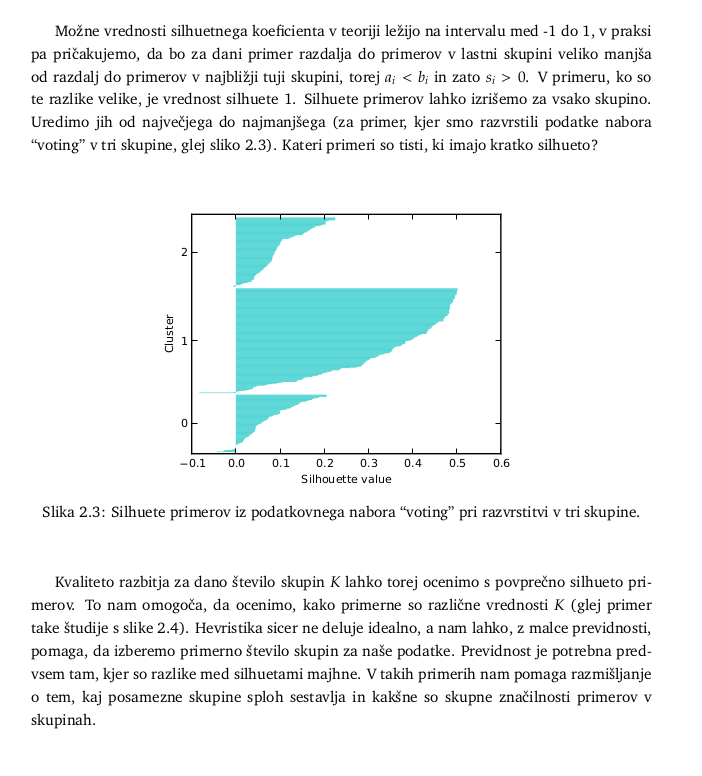 Možne vrednosti silhuetnega koeficienta v teoriji ležijo na intervalu med -1 do 1, v praksi
pa pričakujemo, da bo za dani primer razdalja do primerov v lastni skupini veliko manjša
od razdalj do primerov v najbližji tuji skupini, torej aᵢ < bᵢ in zato sᵢ > 0. V primeru, ko so
te razlike velike, je vrednost silhuete 1. Silhuete primerov lahko izrišemo za vsako skupino.
Uredimo jih od največjega do najmanjšega (za primer, kjer smo razvrstili podatke nabora
“voting” v tri skupine, glej sliko 2.3). Kateri primeri so tisti, ki imajo kratko silhueto?
2
1
0
Cluster
−0.1 0.0 0.1 0.2 0.3 0.4 0.5 0.6
Silhouette value
Slika 2.3: Silhuete primerov iz podatkovnega nabora “voting” pri razvrstitvi v tri skupine.
Kvaliteto razbitja za dano število skupin K lahko torej ocenimo s povprečno silhueto pri-
merov. To nam omogoča, da ocenimo, kako primerne so različne vrednosti K (glej primer
take študije s slike 2.4). Hevristika sicer ne deluje idealno, a nam lahko, z malce previdnosti,
pomaga, da izberemo primerno število skupin za naše podatke. Previdnost je potrebna pred-
vsem tam, kjer so razlike med silhuetami majhne. V takih primerih nam pomaga razmišljanje
o tem, kaj posamezne skupine sploh sestavlja in kakšne so skupne značilnosti primerov v
skupinah.